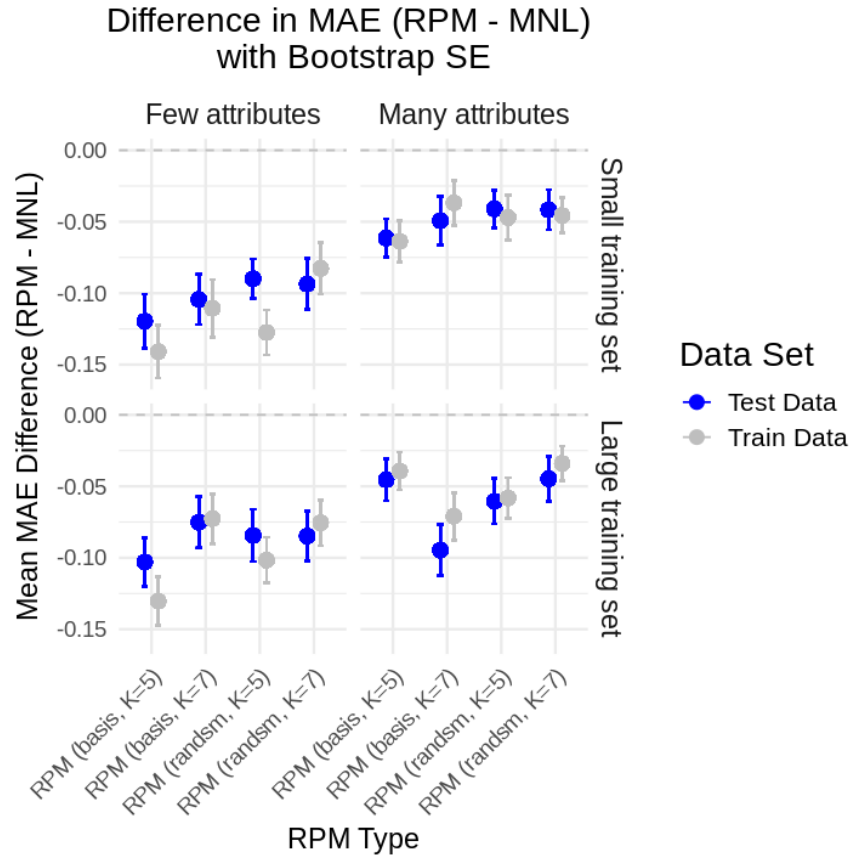 Difference in MAE (RPM - MNL)
with Bootstrap SE
Few attributes
Many attributes
Mean MAE Difference (RPM - MNL)
0.00
-0.05
-0.10
-0.15
Small training set
0.00
-0.05
-0.10
-0.15
Large training set
RPM (basis, K=5)
RPM (basis, K=7)
RPM (randsm, K=5)
RPM (randsm, K=7)
RPM (basis, K=5)
RPM (basis, K=7)
RPM (randsm, K=5)
RPM (randsm, K=7)
RPM Type
Data Set
Test Data
Train Data